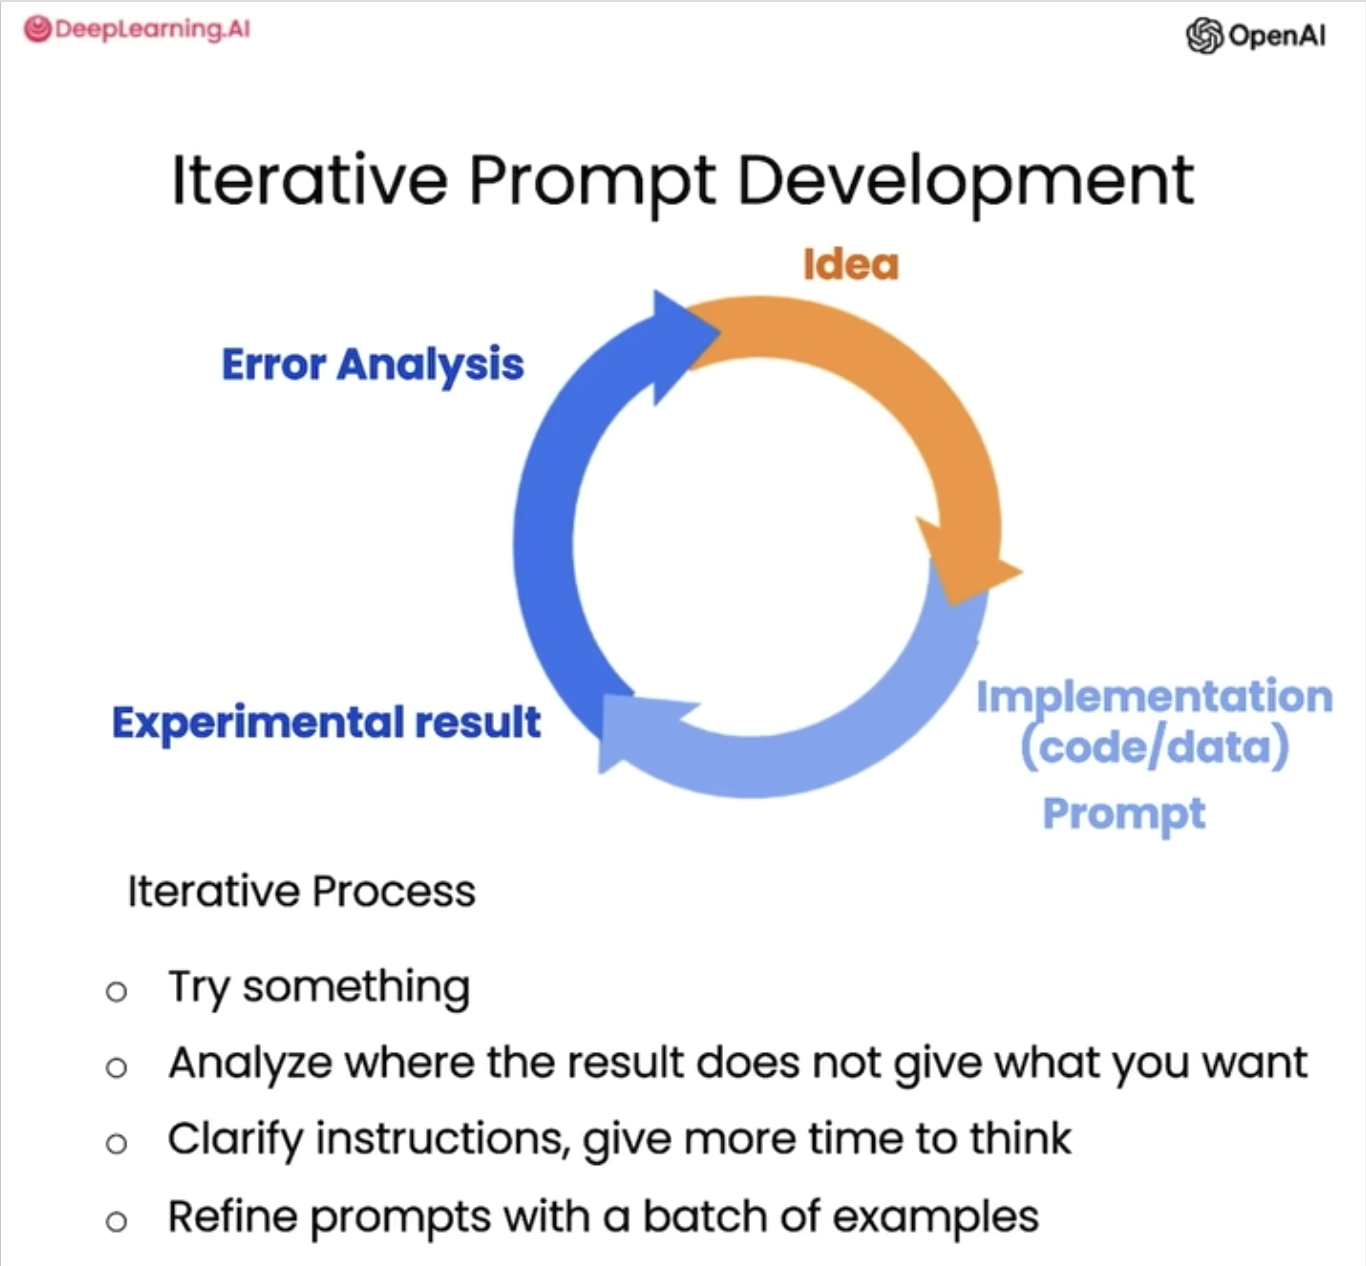 DeepLearning.AI
OpenAI
Iterative Prompt Development
Idea
Error Analysis
Implementation
(code/data)
Prompt
Experimental result
Iterative Process
Try something
Analyze where the result does not give what you want
Clarify instructions, give more time to think
Refine prompts with a batch of examples